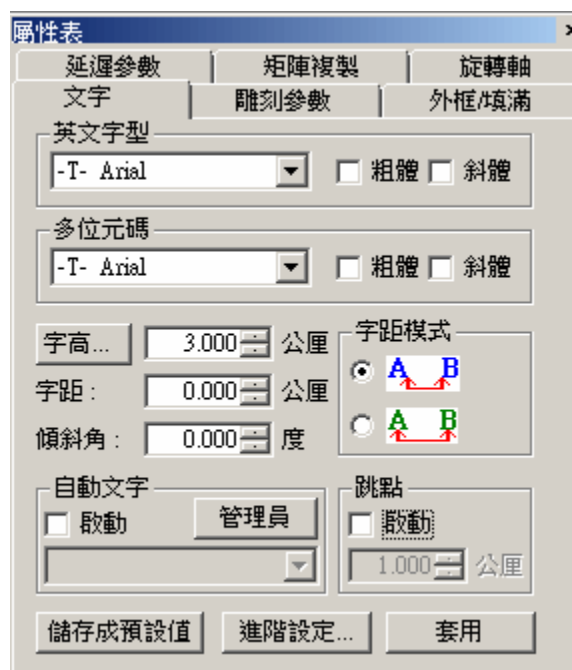 屬性表
延遲參數 矩陣複製 旋轉軸
文字 雕刻參數 外框/填滿
英文字型
-T- Arial 粗體 斜體
多位元碼
-T- Arial 粗體 斜體
字高... 3.000 公厘
字距： 0.000 公厘
傾斜角： 0.000 度
字距模式
A B
A B
自動文字
啟動 管理員
跳點
啟動
1.000 公厘
儲存成預設值 進階設定... 套用